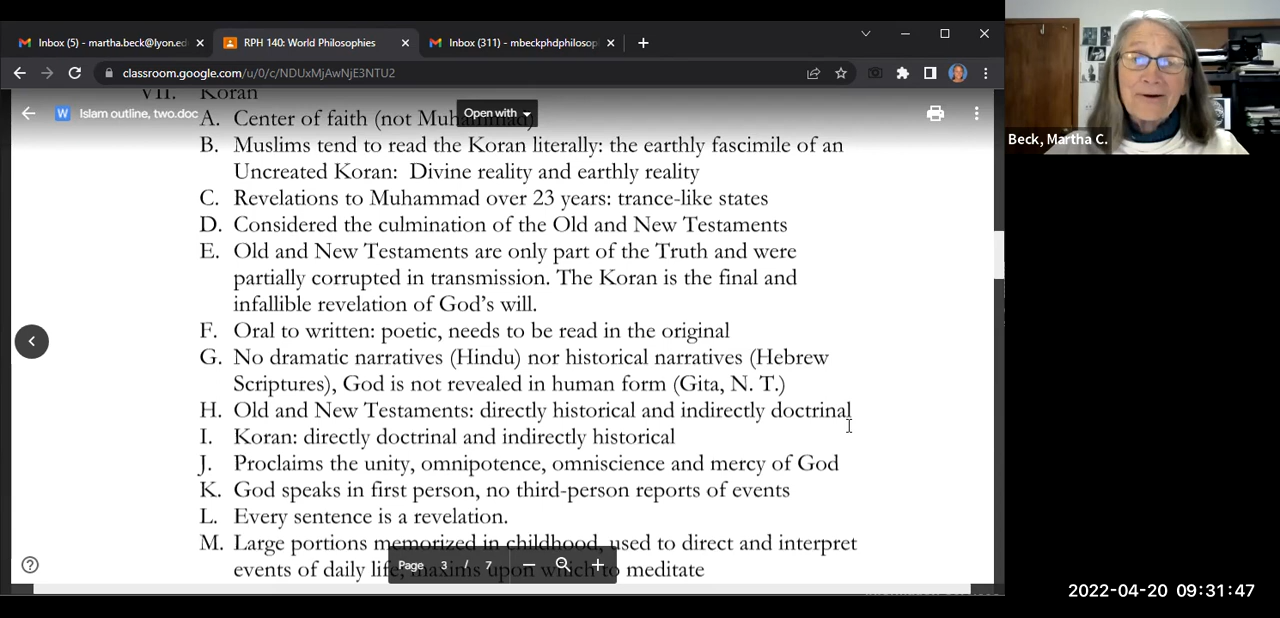 Inbox (5) - martha.beck@lyon.ed
RPH 140: World Philosophies
Inbox (311) - mbeckphdphilosop
classroom.google.com/u/0/c/NDUxMjAwNjE3NTU2
VII. Koran
Islam outline, two.doc
Open with
A. Center of faith (not Muhammad)
B. Muslims tend to read the Koran literally: the earthly fascimile of an
Uncreated Koran: Divine reality and earthly reality
C. Revelations to Muhammad over 23 years: trance-like states
D. Considered the culmination of the Old and New Testaments
E. Old and New Testaments are only part of the Truth and were
partially corrupted in transmission. The Koran is the final and
infallible revelation of God's will.
F. Oral to written: poetic, needs to be read in the original
G. No dramatic narratives (Hindu) nor historical narratives (Hebrew
Scriptures), God is not revealed in human form (Gita, N. T.)
H. Old and New Testaments: directly historical and indirectly doctrinal
I. Koran: directly doctrinal and indirectly historical
J. Proclaims the unity, omnipotence, omniscience and mercy of God
K. God speaks in first person, no third-person reports of events
L. Every sentence is a revelation.
M. Large portions memorized in childhood, used to direct and interpret
events of daily life, maxims upon which to meditate
Page 3 / 7
Beck, Martha C.
2022-04-20 09:31:47